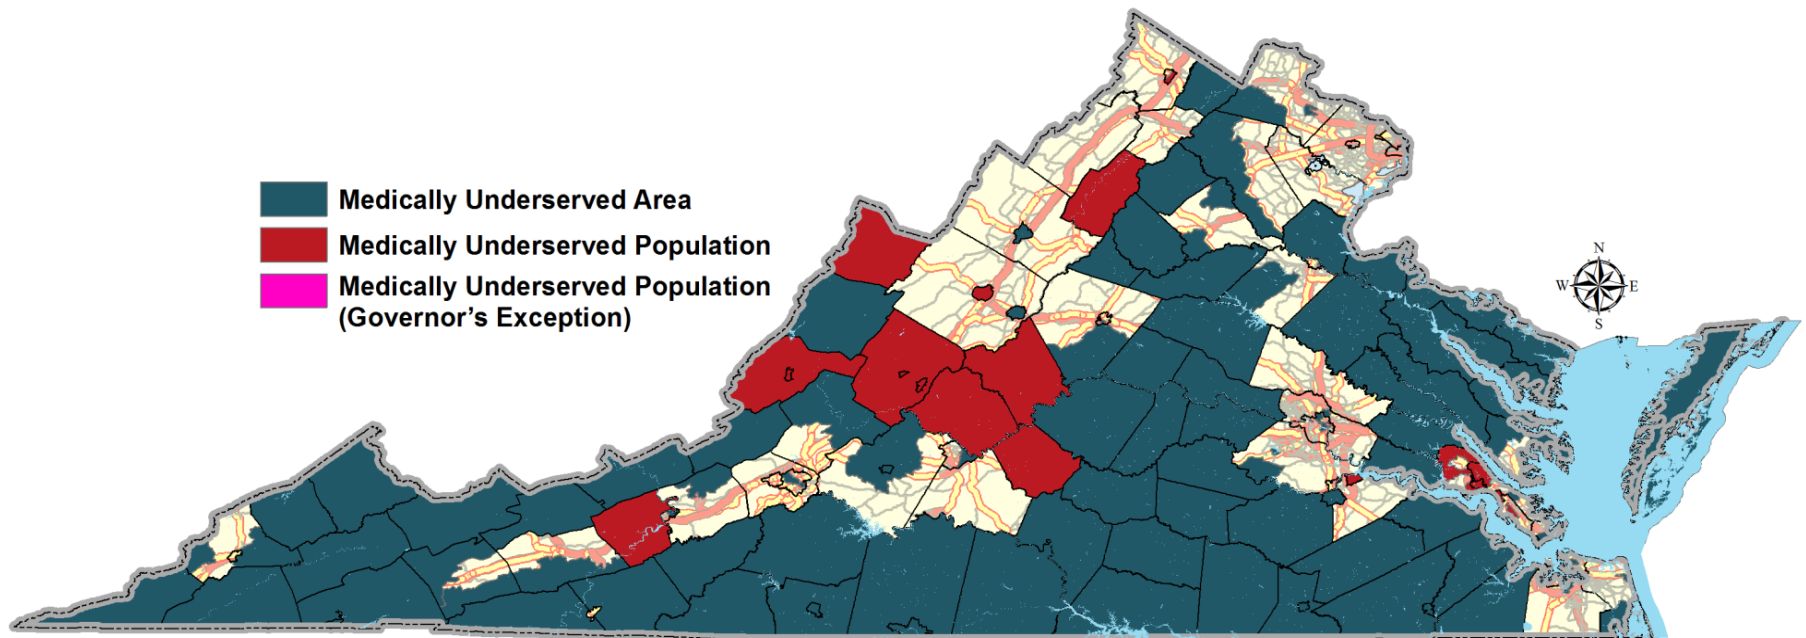 Medically Underserved Area
Medically Underserved Population
Medically Underserved Population
(Governor's Exception)
N
W E
S